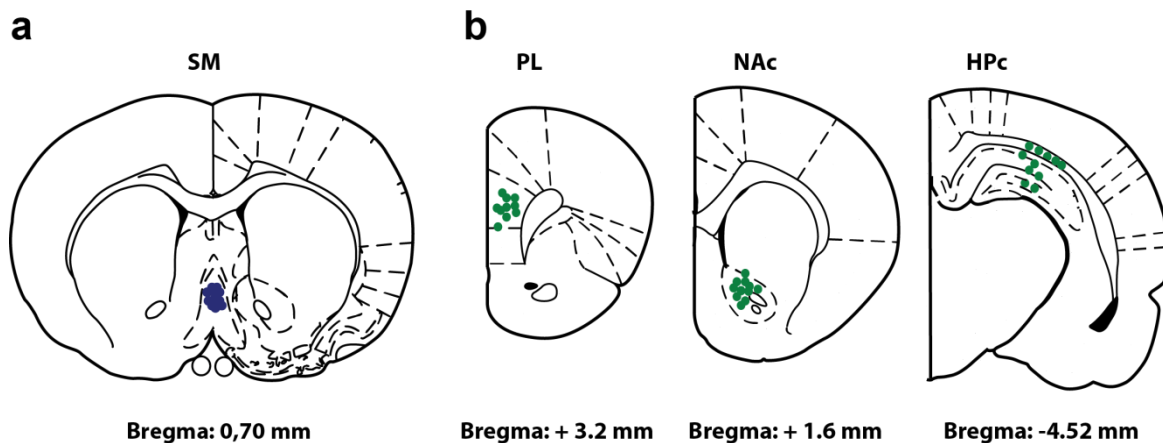 a
b
SM
PL
NAc
HPc
Bregma: 0,70 mm
Bregma: + 3.2 mm
Bregma: + 1.6 mm
Bregma: -4.52 mm